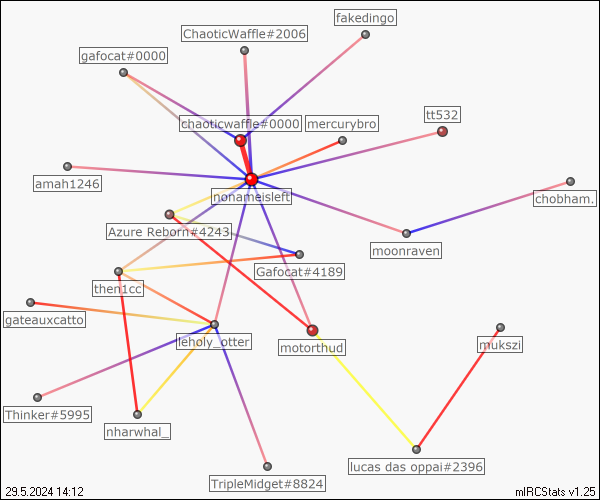 fakedingo
ChaoticWaffle#2006
gafocat#0000
tt532
chaoticwaffle#0000
mercurybro
amah1246
nonameisleft
chobham.
Azure Reborn#4243
moonraven
Gafocat#4189
then1cc
gateauxcatto
leholy_otter
motorthud
mukszi
Thinker#5995
nharwhal_
lucas das oppai#2396
TripleMidget#8824
29.5.2024 14:12
mIRCStats v1.25